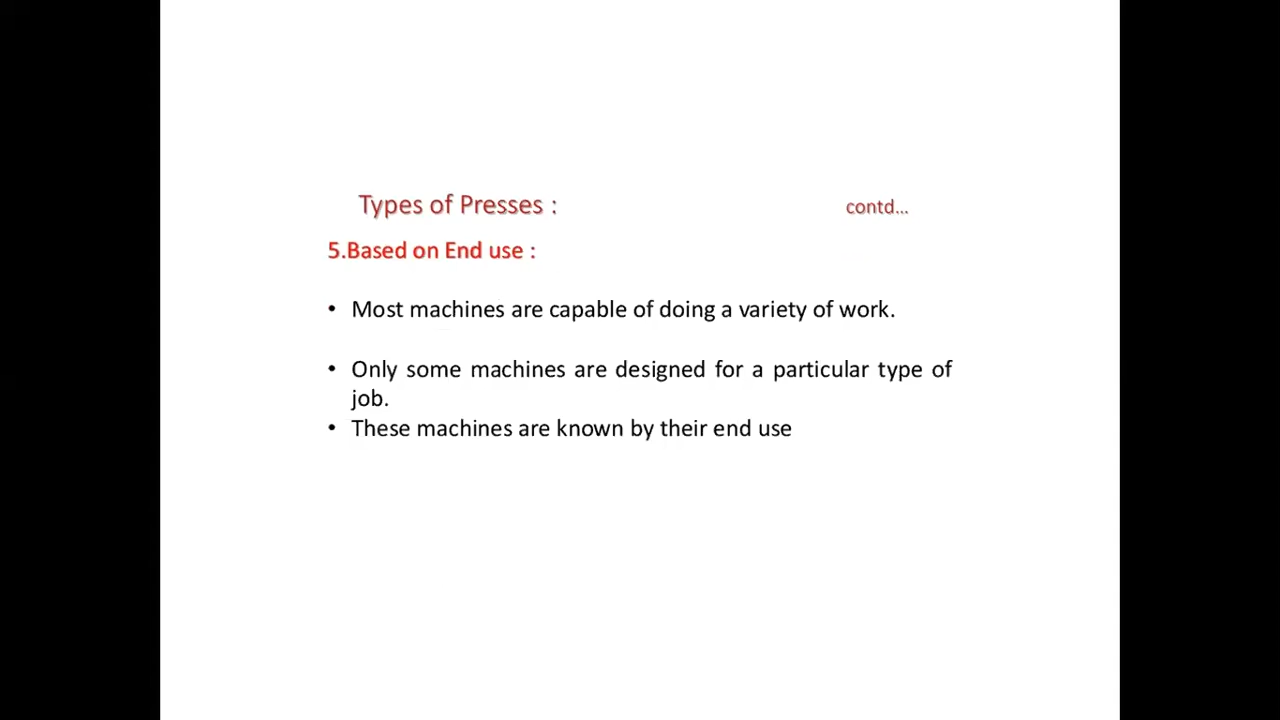 Types of Presses : contd...
5.Based on End use :
• Most machines are capable of doing a variety of work.
• Only some machines are designed for a particular type of
job.
• These machines are known by their end use